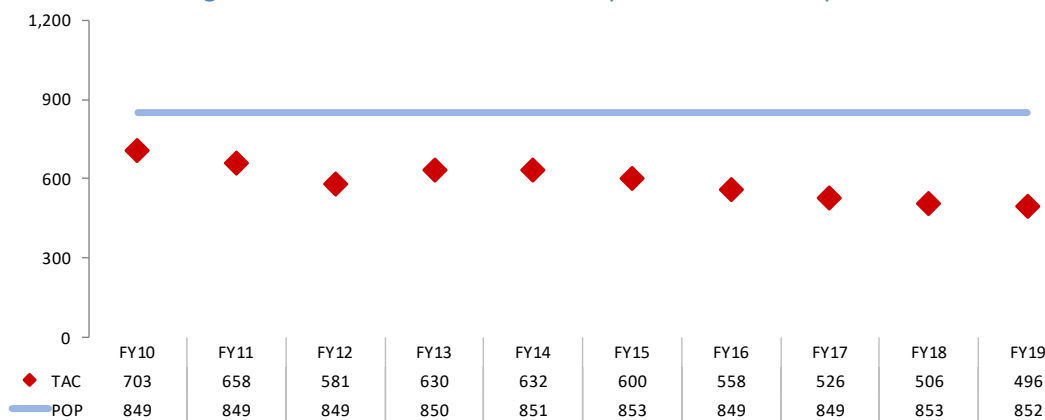 1,200
900
600
300
0
FY10 FY11 FY12 FY13 FY14 FY15 FY16 FY17 FY18 FY19
TAC 703 658 581 630 632 600 558 526 506 496
POP 849 849 849 850 851 853 849 849 853 852